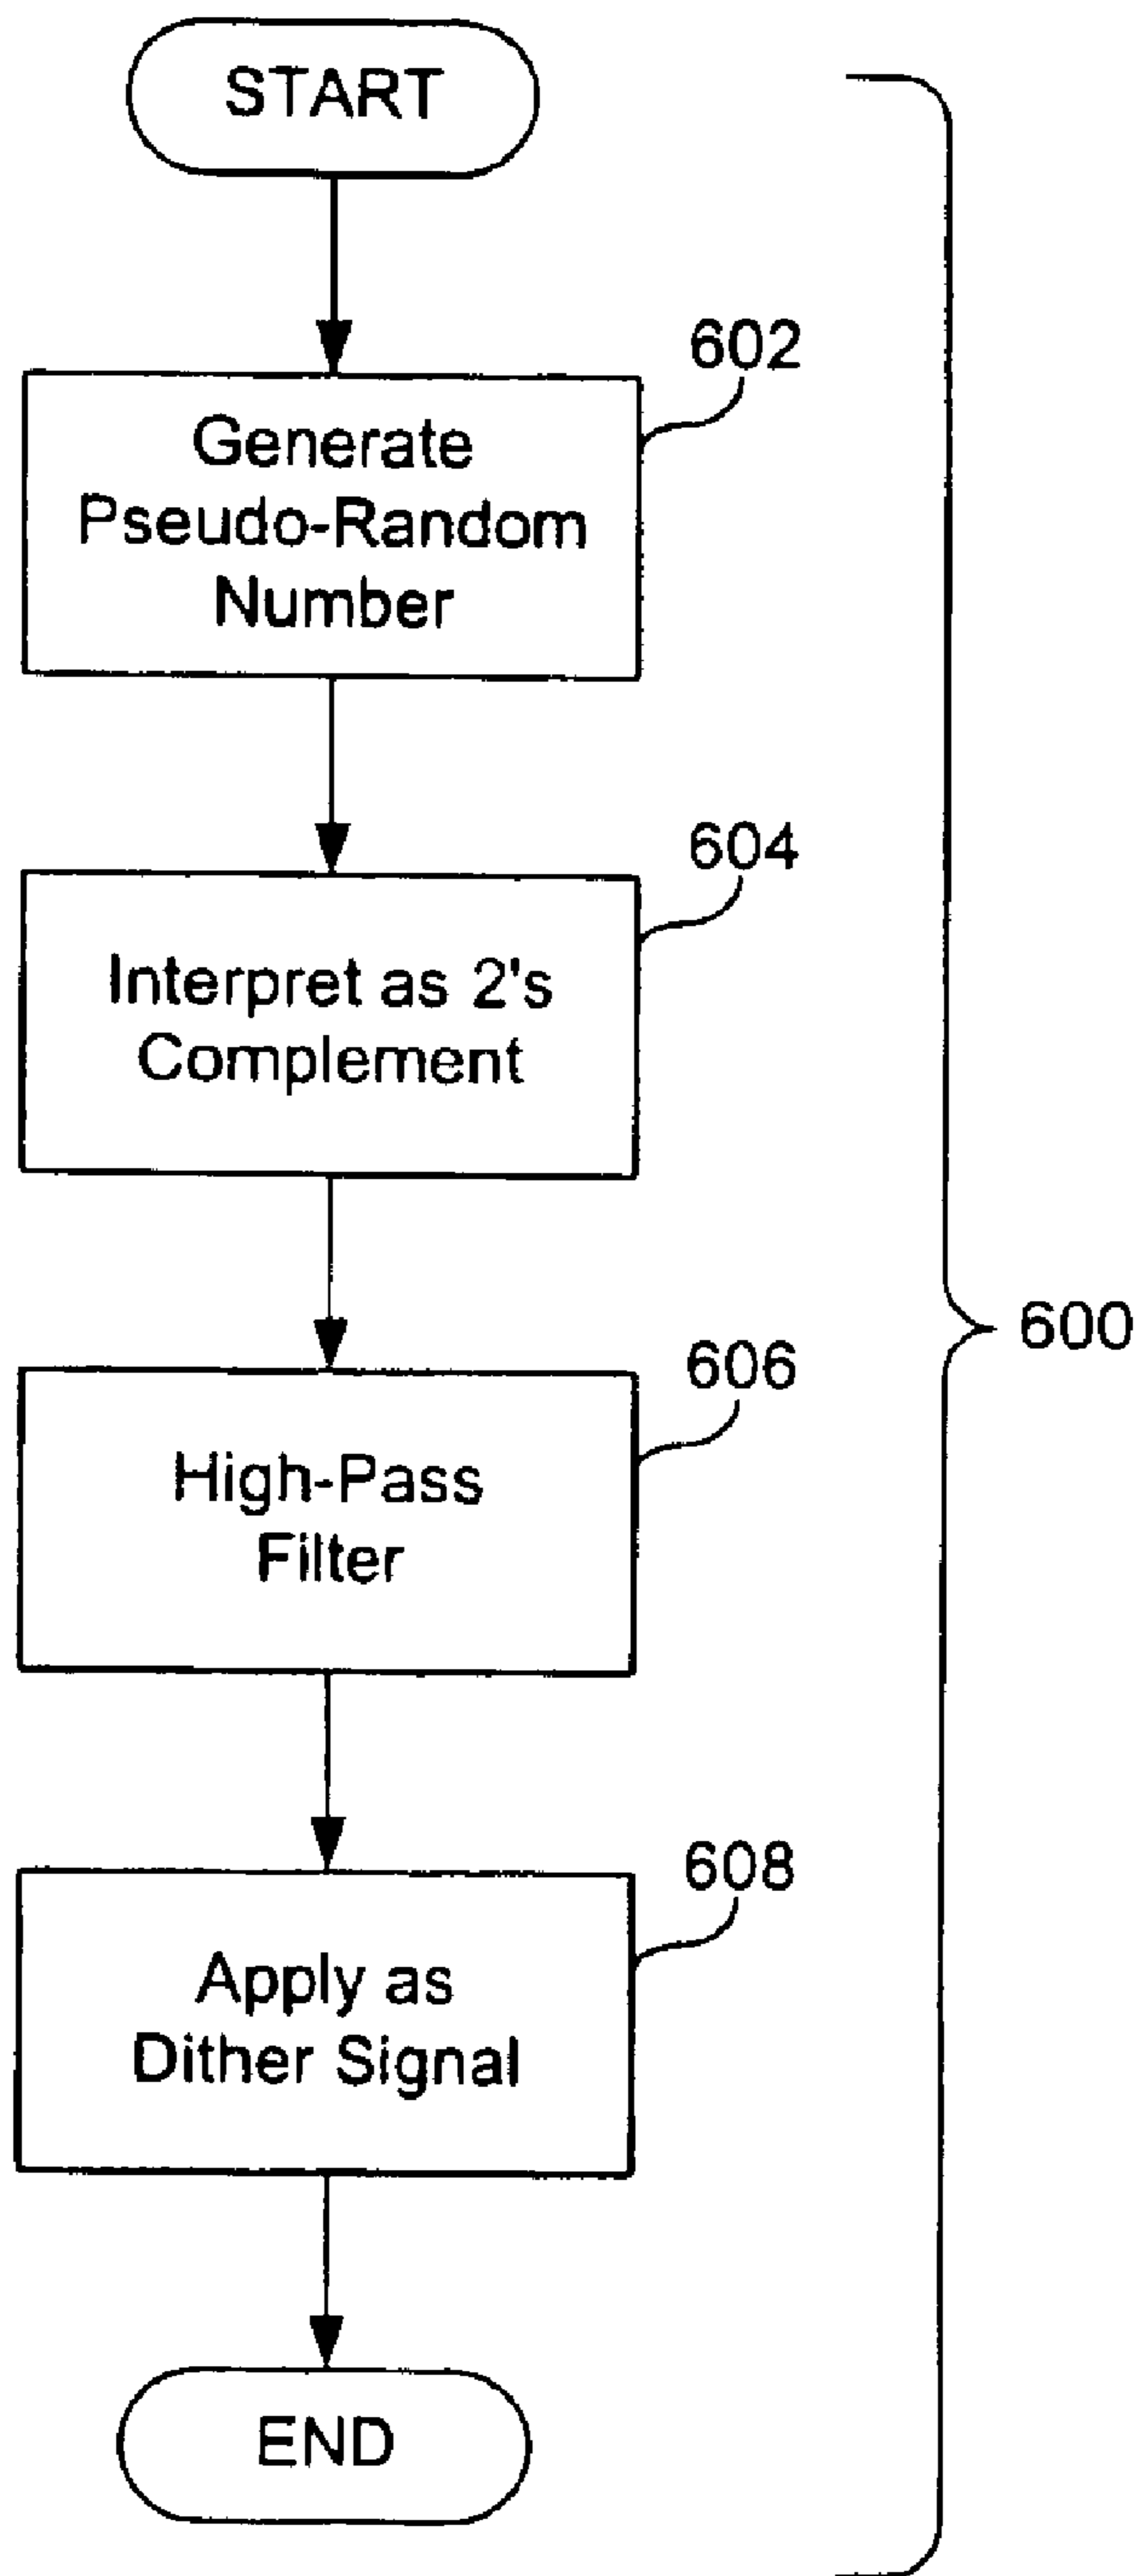 START
602
Generate
Pseudo-Random
Number
604
Interpret as 2's
Complement
600
606
High-Pass
Filter
608
Apply as
Dither Signal
END